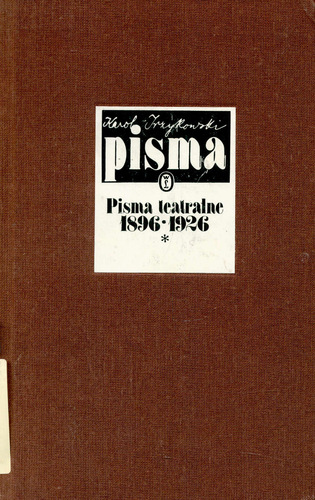 Karol Irzykowski
pisma
Pisma teatralne
1896•1926
*